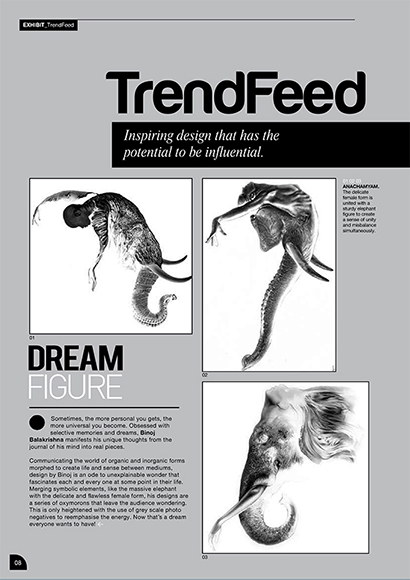 EXHIBIT_TrendFeed
TrendFeed
Inspiring design that has the
potential to be influential.
01 02 03
ANACHAMYAM.
The delicate
female form is
united with a
sturdy elephant
figure to create
a sense of unity
and misbalance
simultaneously.
01
02
DREAM
FIGURE
Sometimes, the more personal you gets, the
more universal you become. Obsessed with
selective memories and dreams, Binoj
Balakrishna manifests his unique thoughts from the
journal of his mind into real pieces.
Communicating the world of organic and inorganic forms
morphed to create life and sense between mediums,
design by Binoj is an ode to unexplainable wonder that
fascinates each and every one at some point in their life.
Merging symbolic elements, like the massive elephant
with the delicate and flawless female form, his designs are
a series of oxymorons that leave the audience wondering.
This is only heightened with the use of grey scale photo
negatives to reemphasise the energy. Now that's a dream
everyone wants to have!
03
08